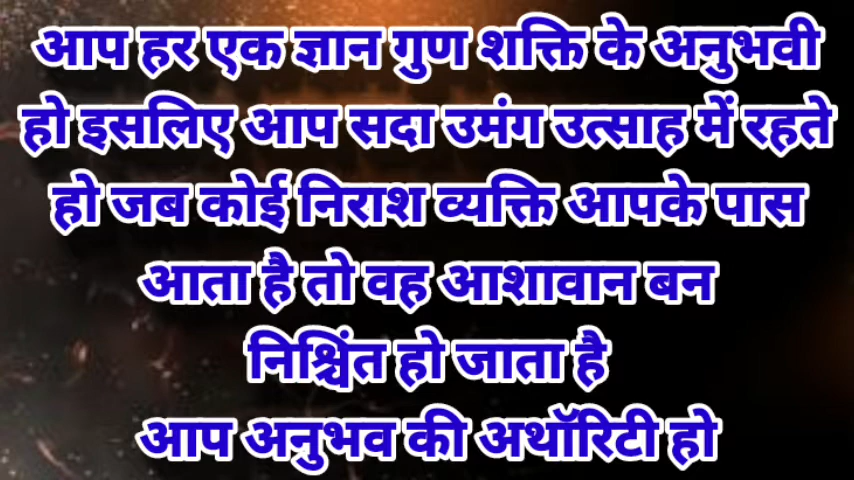 आप हर एक ज्ञान गुण शक्ति के अनुभवी
हो इसलिए आप सदा उमंग उत्साह में रहते
हो जब कोई निराश व्यक्ति आपके पास
आता है तो वह आशावान बन
निश्चिंत हो जाता है
आप अनुभव की अथॉरिटी हो